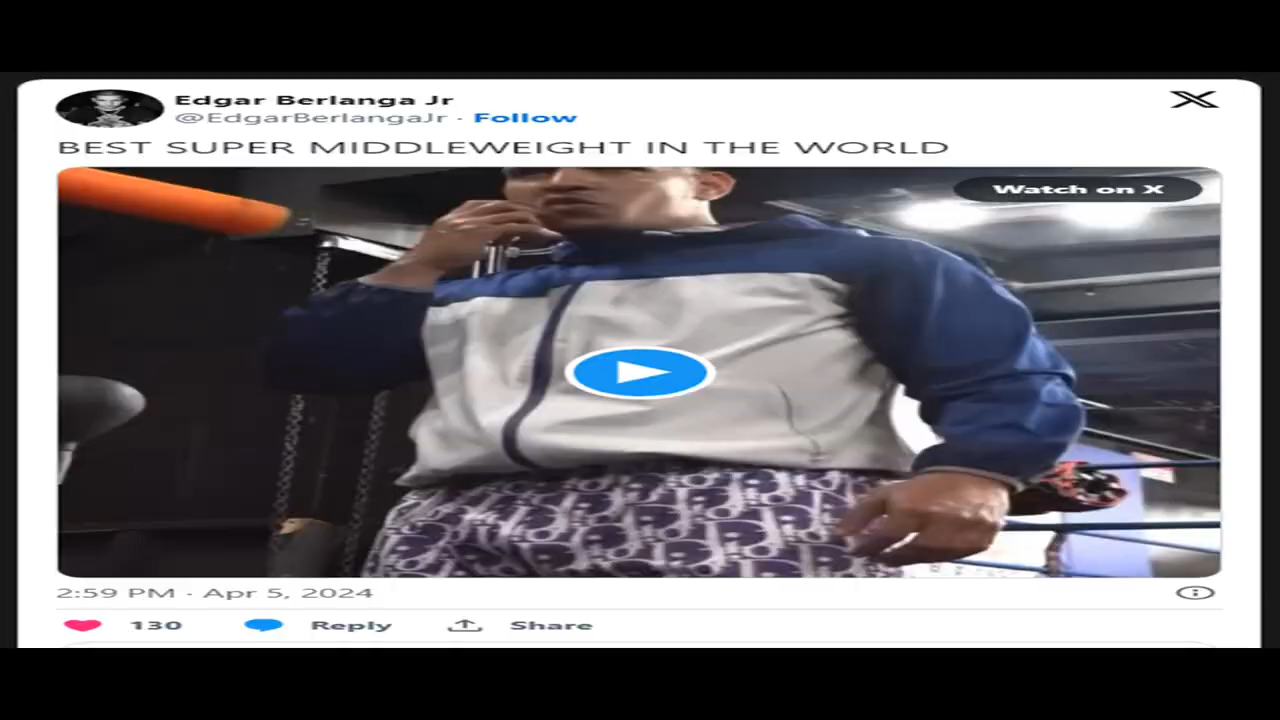 Edgar Berlanga Jr
@EdgarBerlangaJr · Follow
BEST SUPER MIDDLEWEIGHT IN THE WORLD
Watch on X
2:59 PM · Apr 5, 2024
130 Reply Share